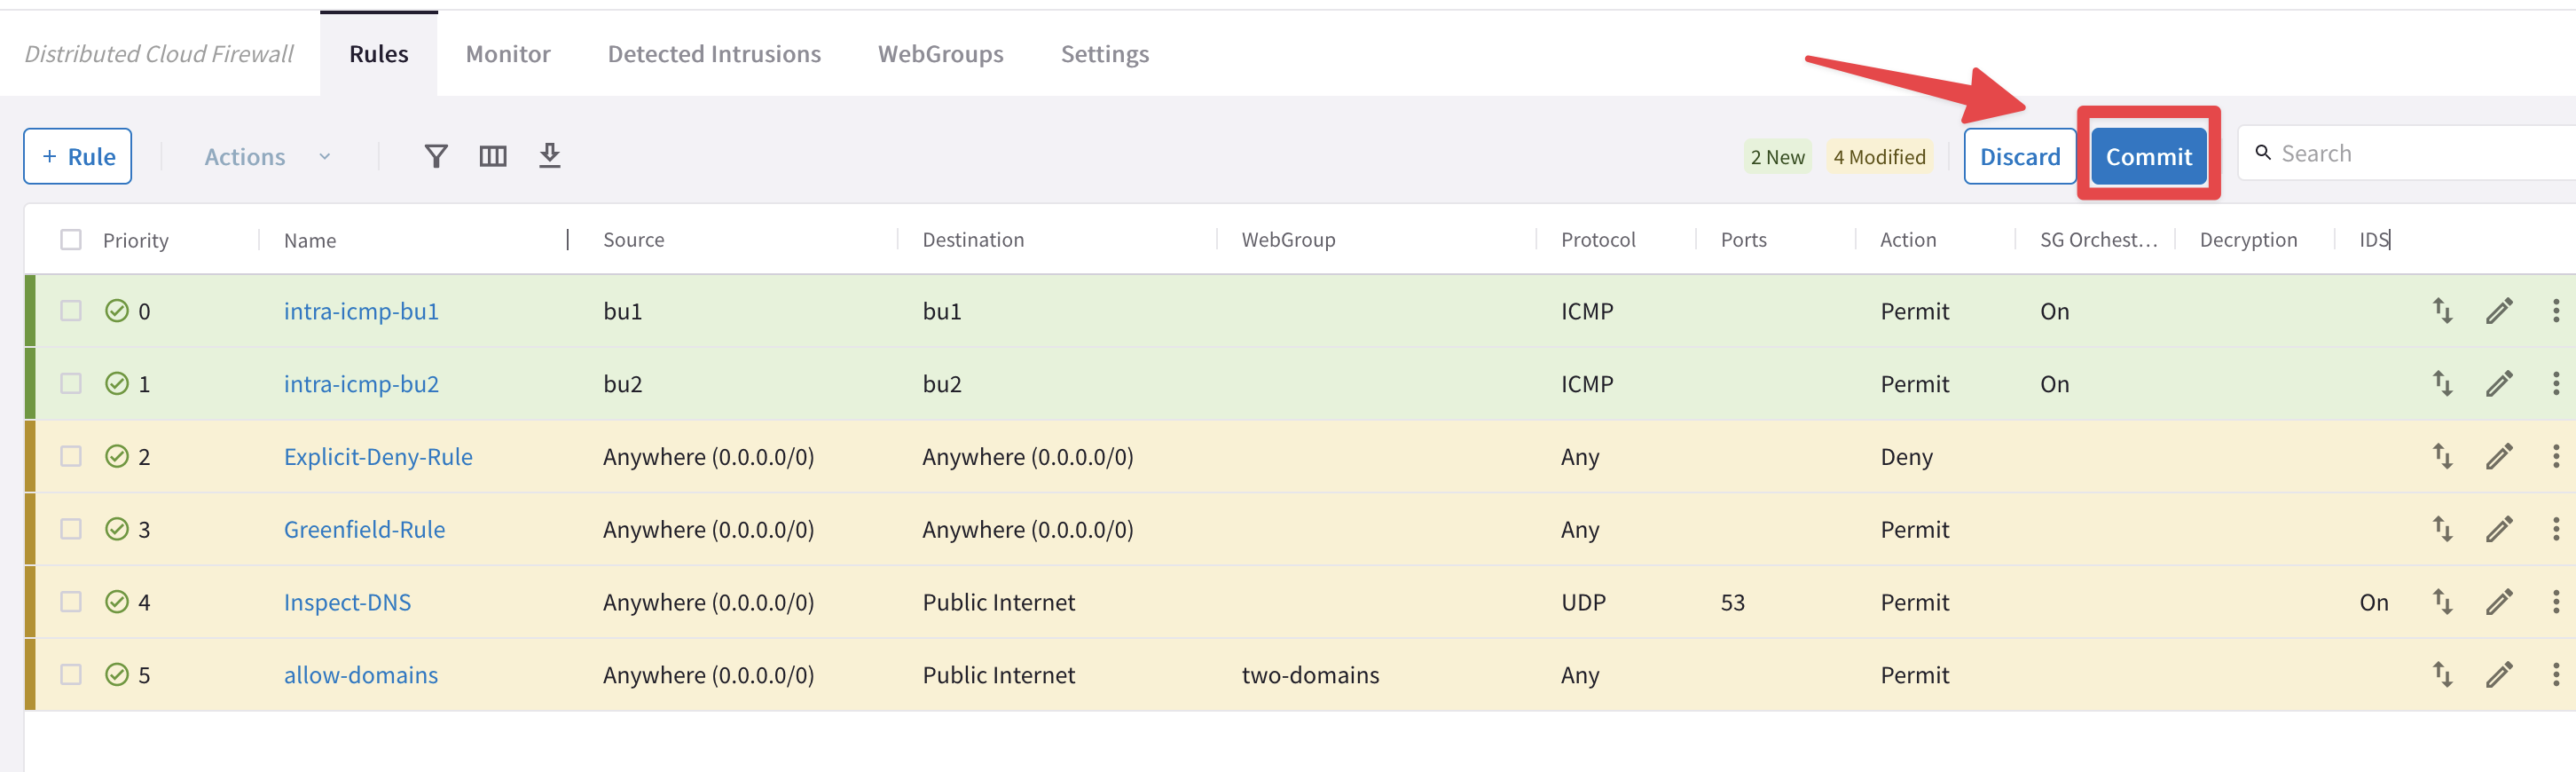 Distributed Cloud Firewall Rules Monitor Detected Intrusions WebGroups Settings
+ Rule Actions 2 New 4 Modified Discard Commit Search
Priority Name Source Destination WebGroup Protocol Ports Action SG Orchest... Decryption IDS
0 intra-icmp-bu1 bu1 bu1 ICMP Permit On
1 intra-icmp-bu2 bu2 bu2 ICMP Permit On
2 Explicit-Deny-Rule Anywhere (0.0.0.0/0) Anywhere (0.0.0.0/0) Any Deny
3 Greenfield-Rule Anywhere (0.0.0.0/0) Anywhere (0.0.0.0/0) Any Permit
4 Inspect-DNS Anywhere (0.0.0.0/0) Public Internet UDP 53 Permit On
5 allow-domains Anywhere (0.0.0.0/0) Public Internet two-domains Any Permit